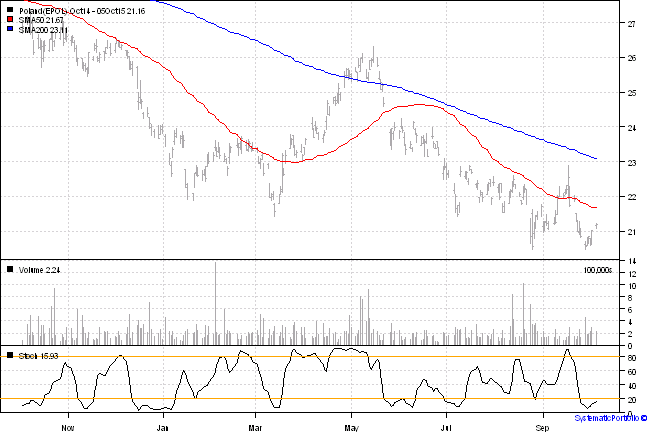 Poland(EPOL) Oct14 - 05Oct15 21.16
SMA50 21.67
SMA200 23.11
27
26
25
24
23
22
21
Volume 2.24
100,000s
14
12
10
8
6
4
2
0
Stoch 15.93
80
60
40
20
0
Nov Jan Mar May Jul Sep
SystematicPortfolio ©